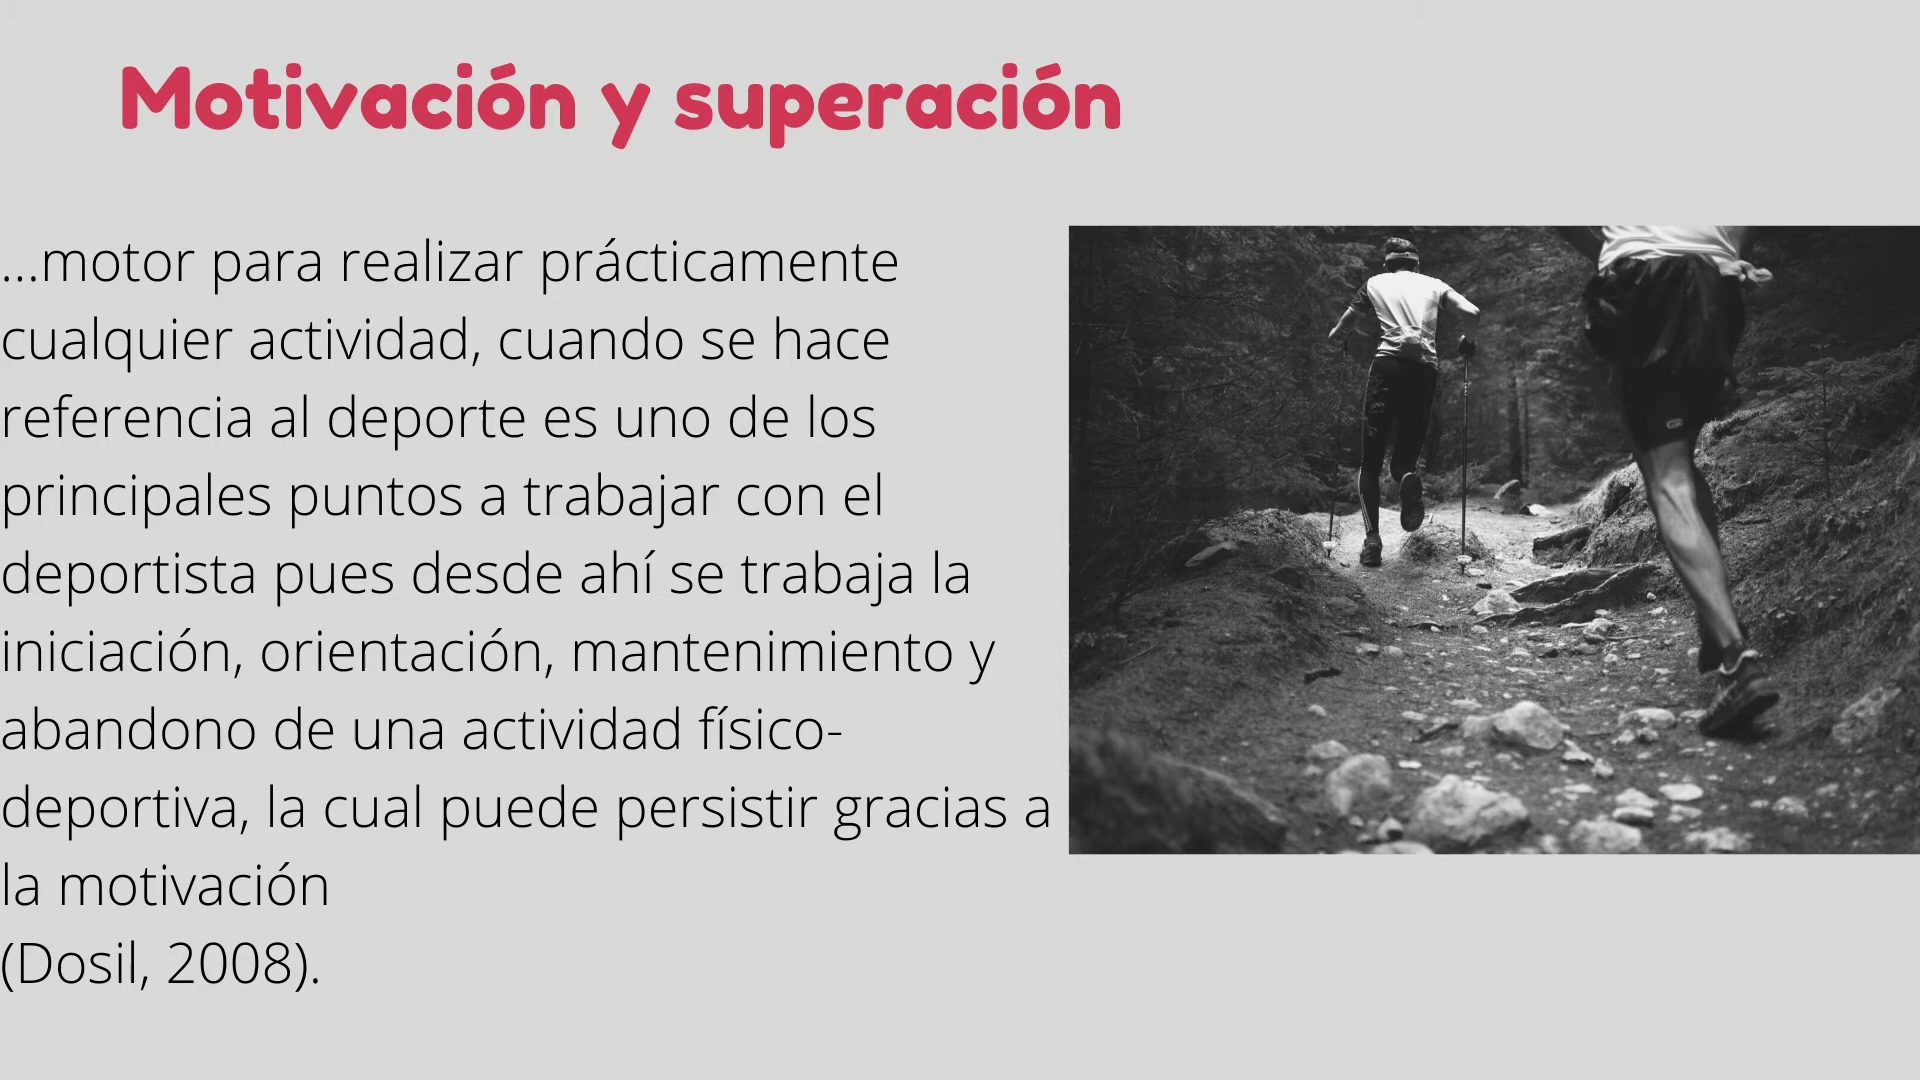 Motivación y superación
...motor para realizar prácticamente
cualquier actividad, cuando se hace
referencia al deporte es uno de los
principales puntos a trabajar con el
deportista pues desde ahí se trabaja la
iniciación, orientación, mantenimiento y
abandono de una actividad físico-
deportiva, la cual puede persistir gracias a
la motivación
(Dosil, 2008).